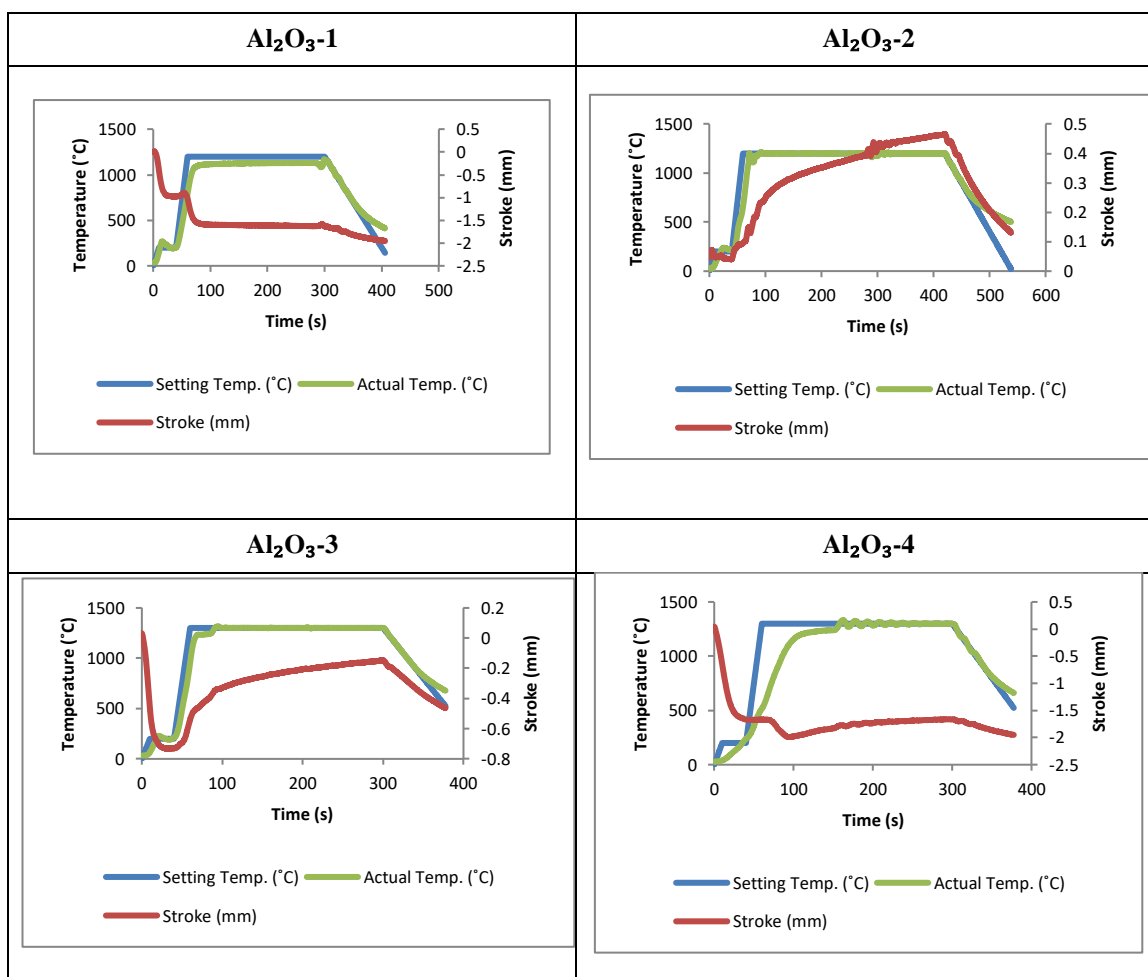 Al₂O₃-1
Al₂O₃-2
Temperature (˚C)
1500
1000
500
0
0.5
0
-0.5
-1
-1.5
-2
-2.5
Stroke (mm)
0 100 200 300 400 500
Time (s)
Setting Temp. (˚C) Actual Temp. (˚C)
Stroke (mm)
Temperature (˚C)
1500
1000
500
0
0.5
0.4
0.3
0.2
0.1
0
Stroke (mm)
0 100 200 300 400 500 600
Time (s)
Setting Temp. (˚C) Actual Temp. (˚C)
Stroke (mm)
Al₂O₃-3
Al₂O₃-4
Temperature (˚C)
1500
1000
500
0
0.2
0
-0.2
-0.4
-0.6
-0.8
Stroke (mm)
0 100 200 300 400
Time (s)
Setting Temp. (˚C) Actual Temp. (˚C)
Stroke (mm)
Temperature (˚C)
1500
1000
500
0
0.5
0
-0.5
-1
-1.5
-2
-2.5
Stroke (mm)
0 100 200 300 400
Time (s)
Setting Temp. (˚C) Actual Temp. (˚C)
Stroke (mm)